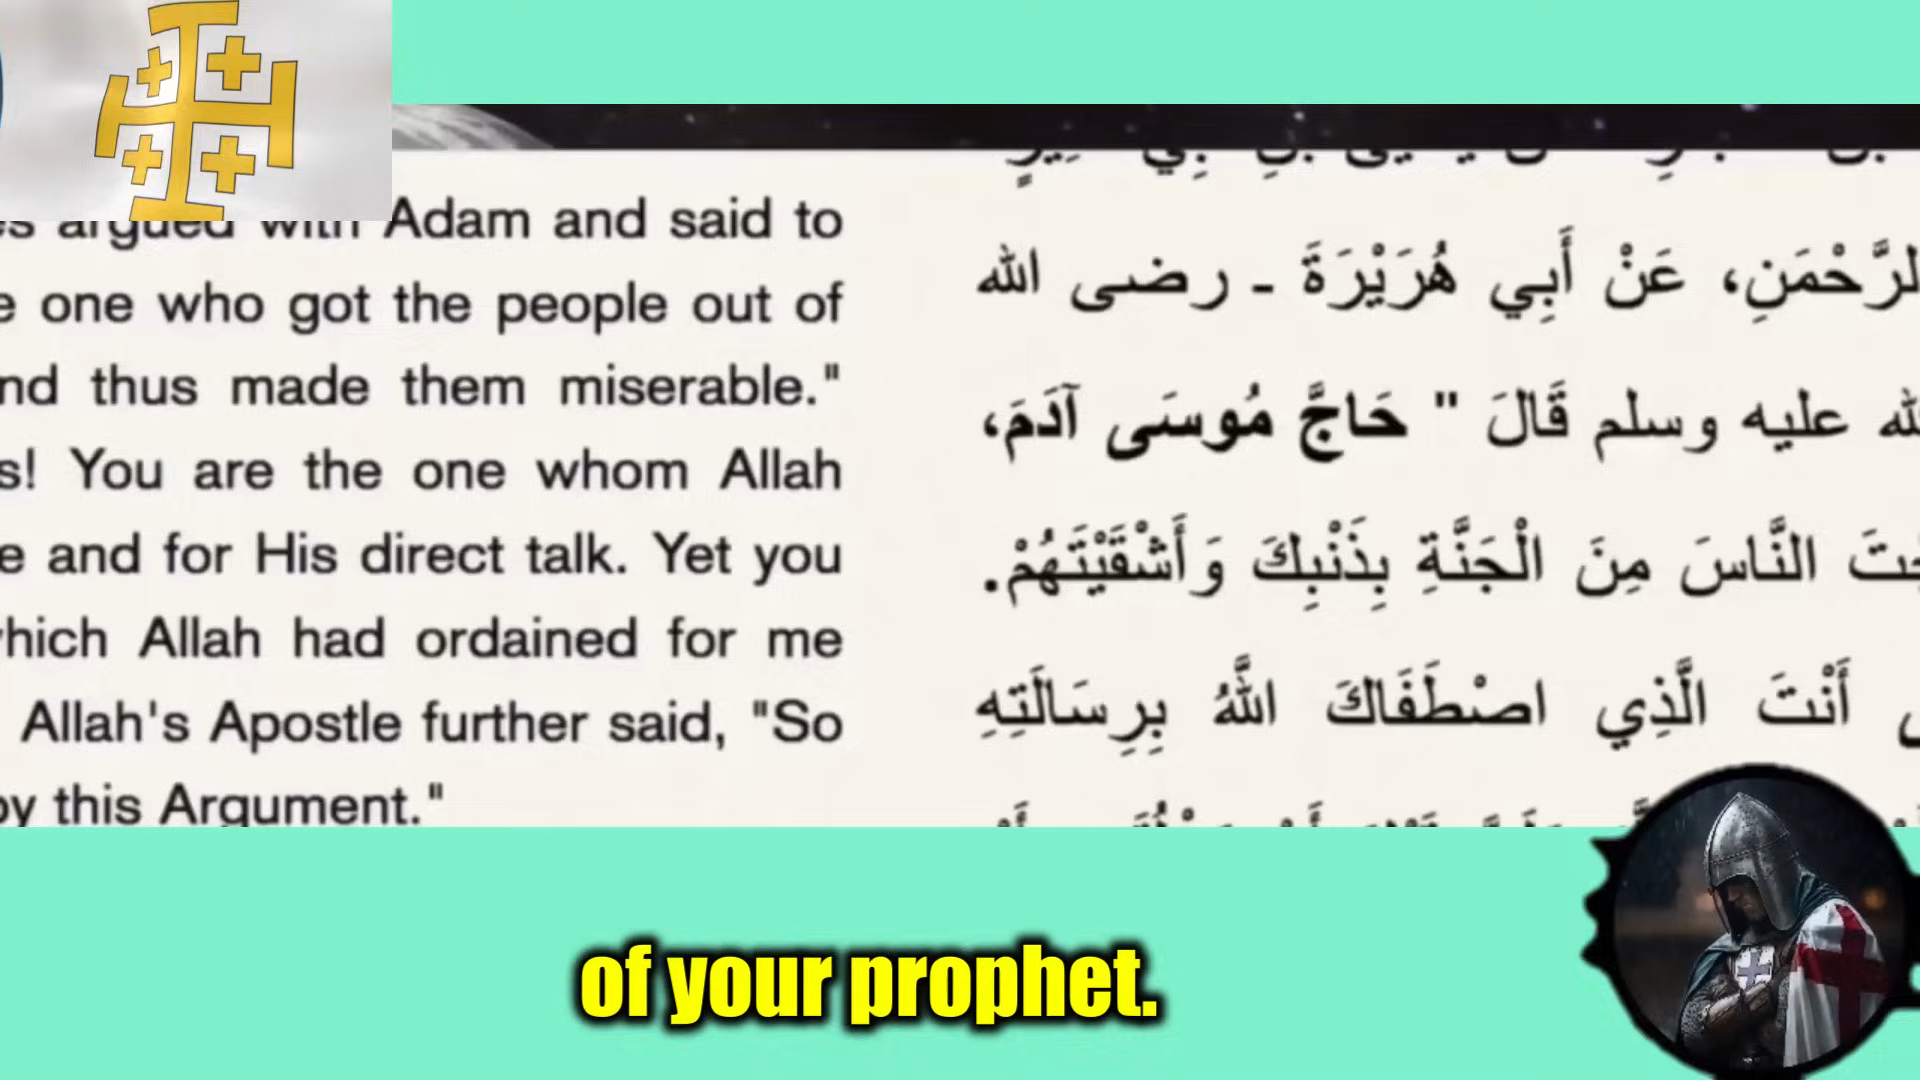 argued with Adam and said to
one who got the people out of
thus made them miserable."
You are the one whom Allah
and for His direct talk. Yet you
which Allah had ordained for me
Allah's Apostle further said, "So
by this Argument."
الرَّحْمَنِ، عَنْ أَبِي هُرَيْرَةَ ـ رضى الله
الله عليه وسلم قَالَ " حَاجَّ مُوسَى آدَمَ،
النَّاسَ مِنَ الْجَنَّةِ بِذَنْبِكَ وَأَشْقَيْتَهُمْ.
أَنْتَ الَّذِي اصْطَفَاكَ اللَّهُ بِرِسَالَتِهِ
of your prophet.